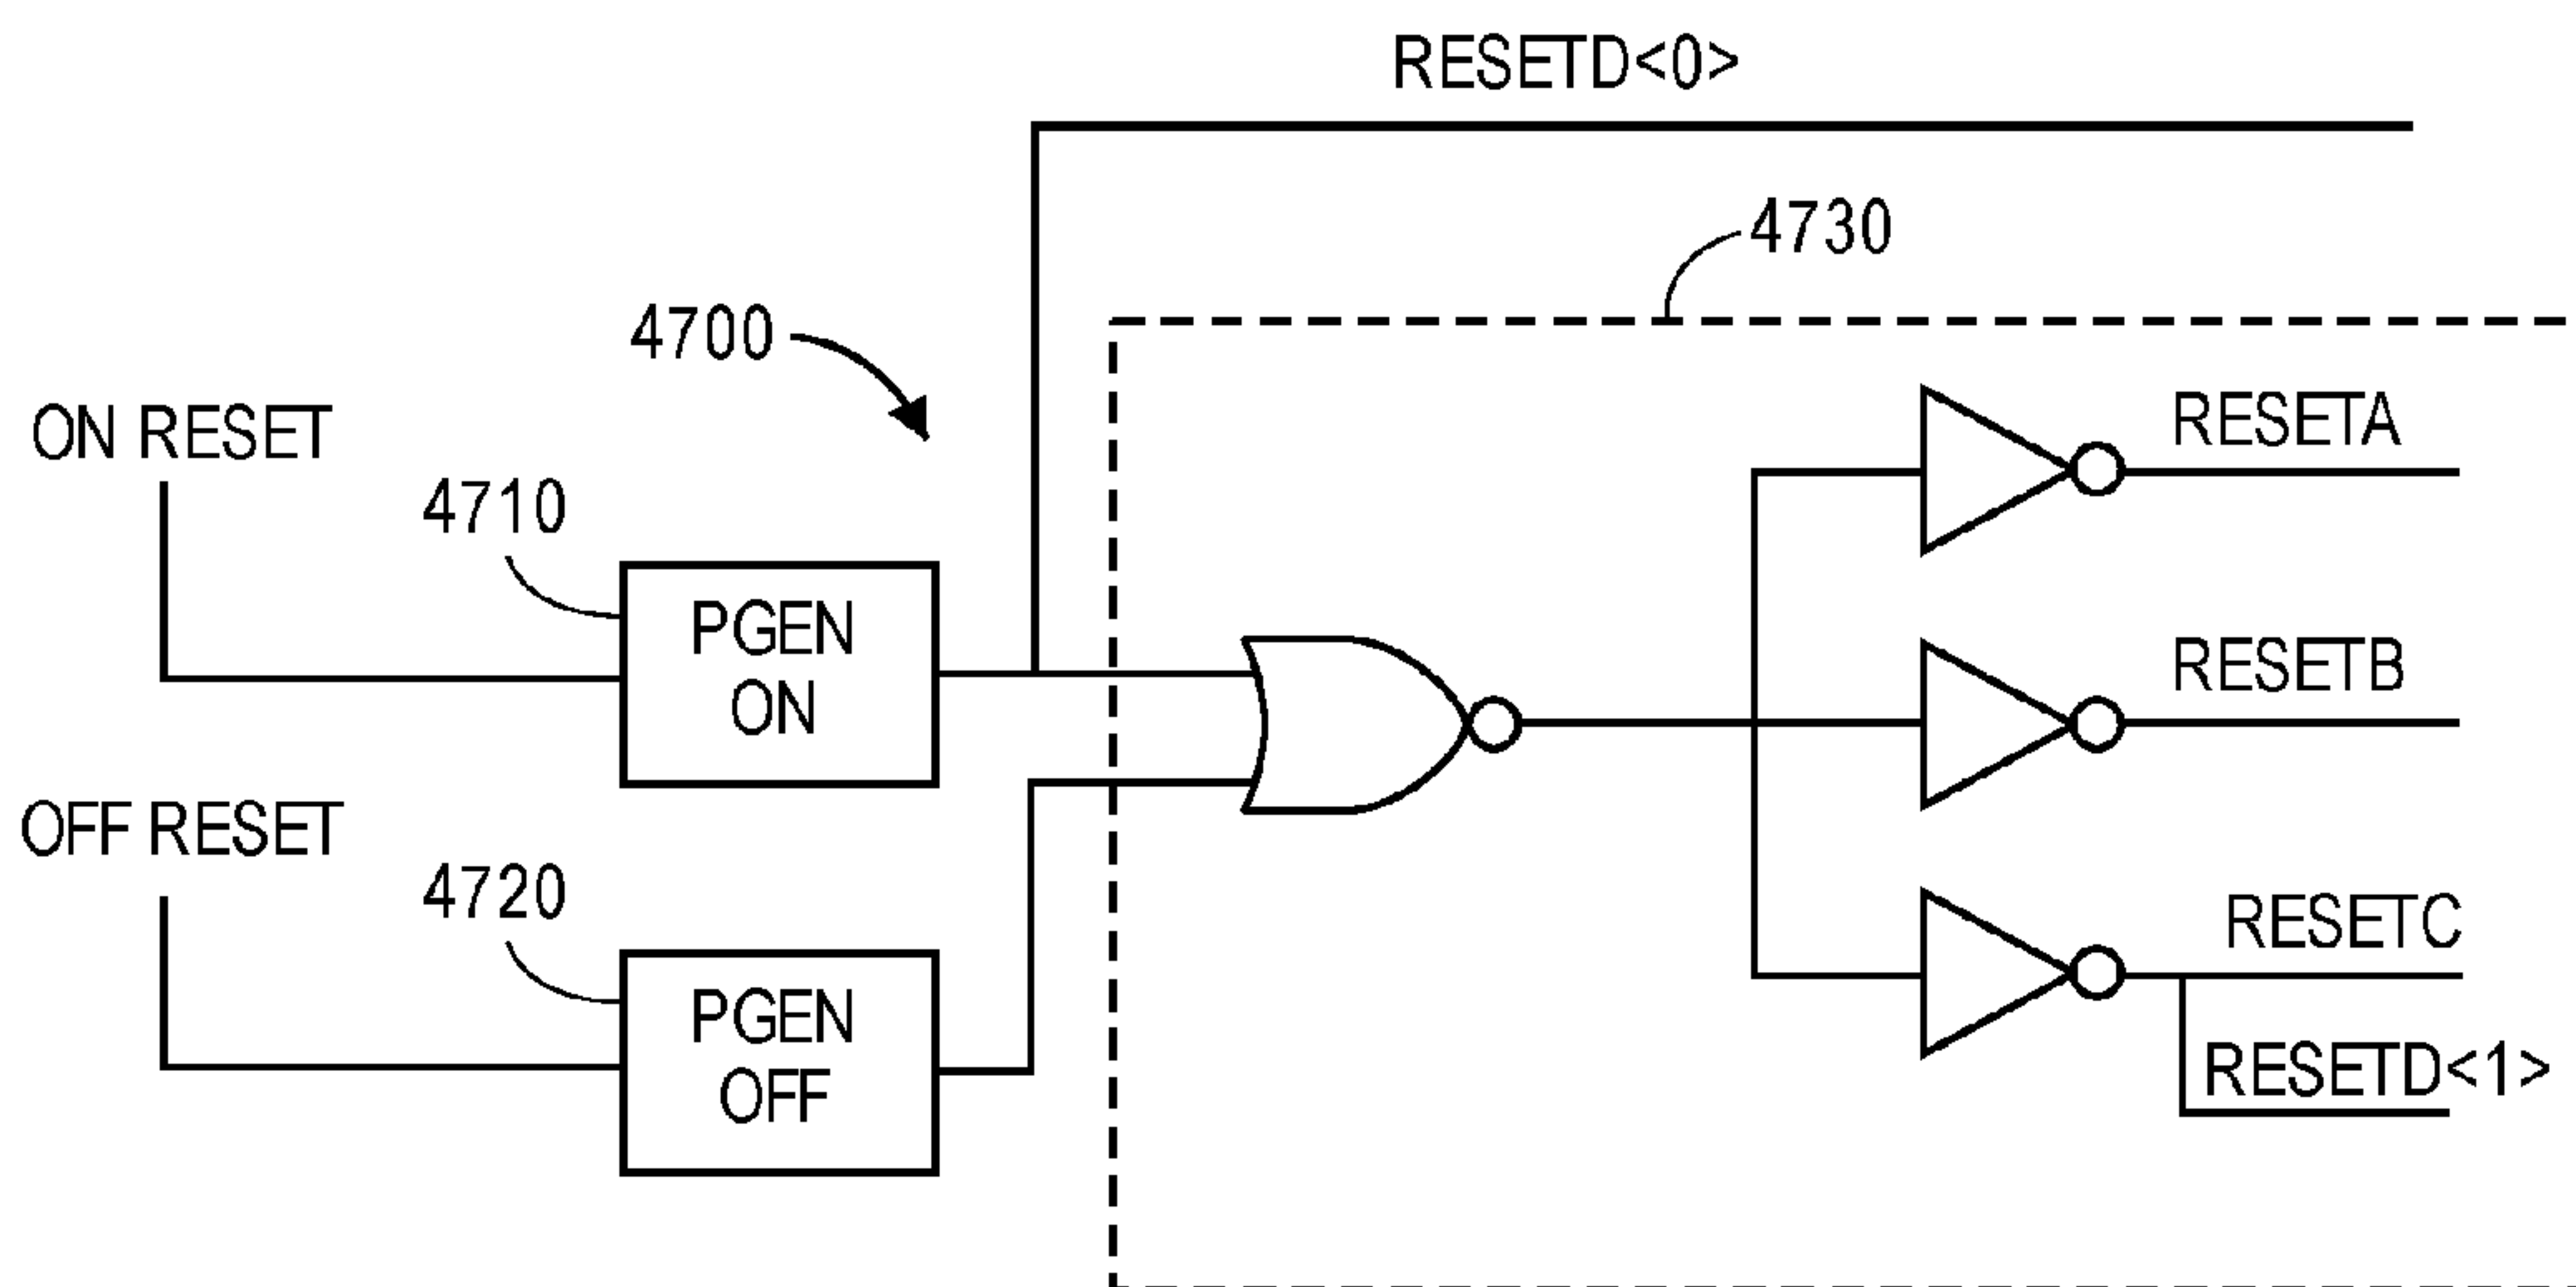 RESETD<0>
4730
4700
ON RESET
RESETA
4710
PGEN
ON
RESETB
OFF RESET
4720
RESETC
PGEN
OFF
RESETD<1>